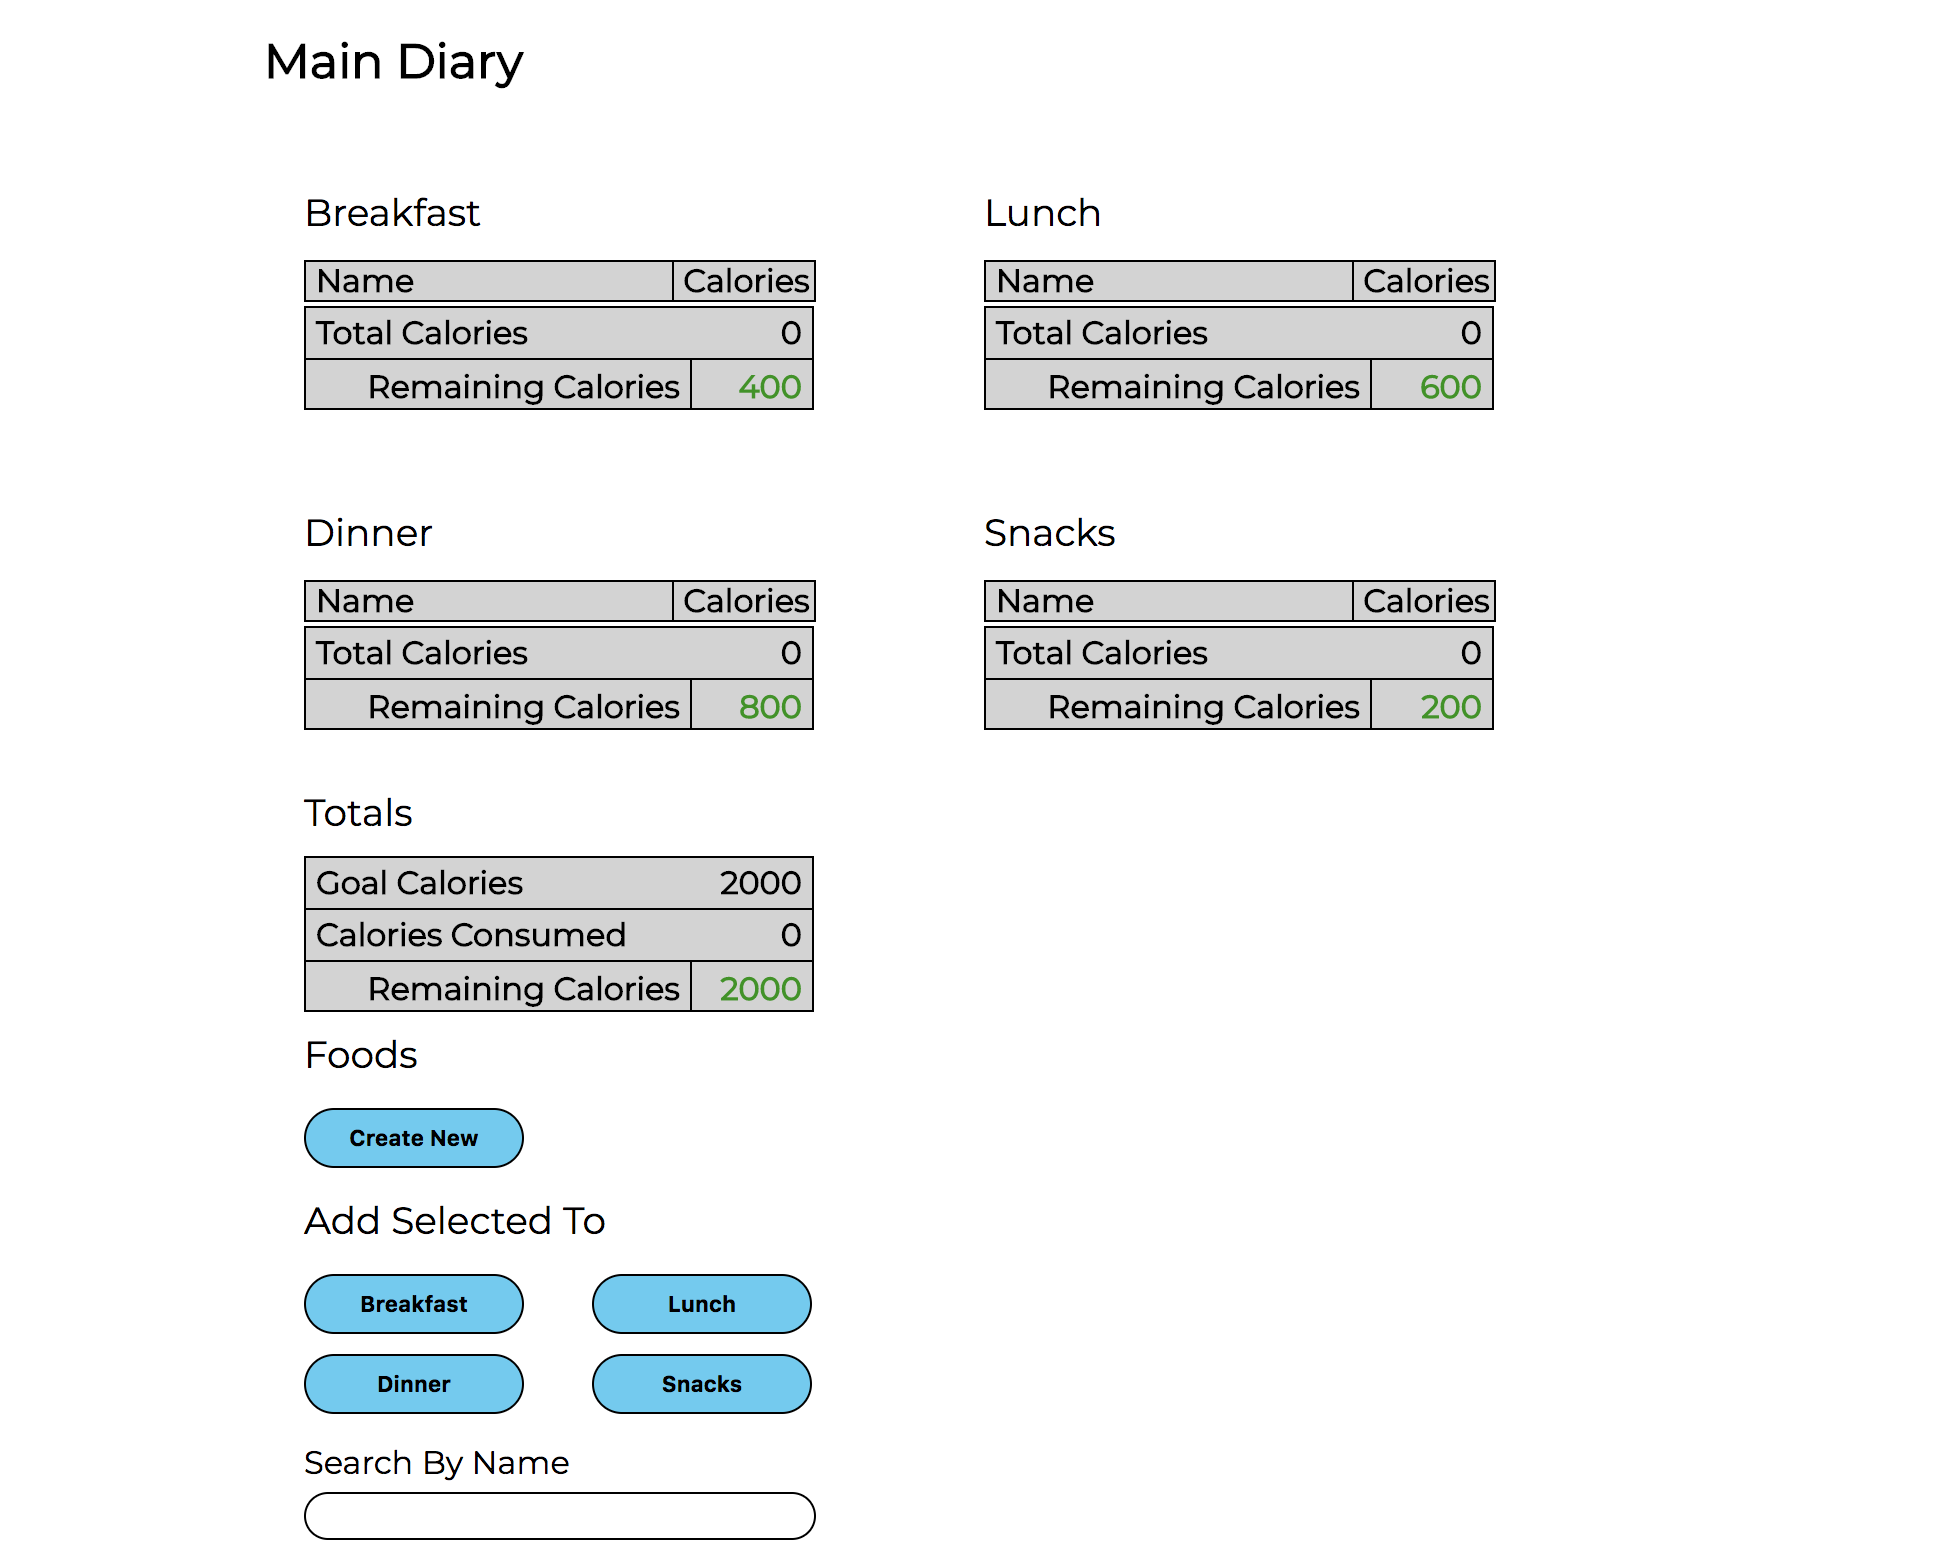 Main Diary
Breakfast
Name Calories
Total Calories 0
Remaining Calories 400
Lunch
Name Calories
Total Calories 0
Remaining Calories 600
Dinner
Name Calories
Total Calories 0
Remaining Calories 800
Snacks
Name Calories
Total Calories 0
Remaining Calories 200
Totals
Goal Calories 2000
Calories Consumed 0
Remaining Calories 2000
Foods
Create New
Add Selected To
Breakfast Lunch
Dinner Snacks
Search By Name